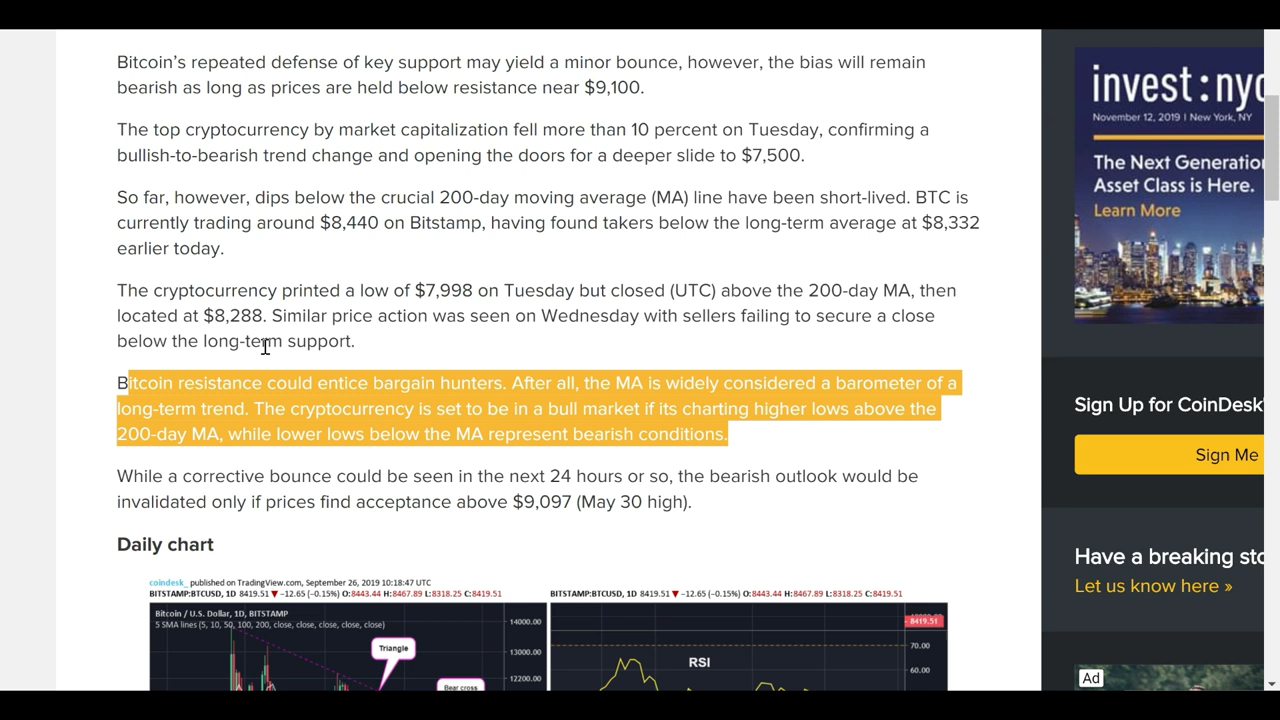 Bitcoin’s repeated defense of key support may yield a minor bounce, however, the bias will remain
bearish as long as prices are held below resistance near $9,100.
The top cryptocurrency by market capitalization fell more than 10 percent on Tuesday, confirming a
bullish-to-bearish trend change and opening the doors for a deeper slide to $7,500.
So far, however, dips below the crucial 200-day moving average (MA) line have been short-lived. BTC is
currently trading around $8,440 on Bitstamp, having found takers below the long-term average at $8,332
earlier today.
The cryptocurrency printed a low of $7,998 on Tuesday but closed (UTC) above the 200-day MA, then
located at $8,288. Similar price action was seen on Wednesday with sellers failing to secure a close
below the long-term support.
Bitcoin resistance could entice bargain hunters. After all, the MA is widely considered a barometer of a
long-term trend. The cryptocurrency is set to be in a bull market if its charting higher lows above the
200-day MA, while lower lows below the MA represent bearish conditions.
While a corrective bounce could be seen in the next 24 hours or so, the bearish outlook would be
invalidated only if prices find acceptance above $9,097 (May 30 high).
Daily chart
coindesk_ published on TradingView.com, September 26, 2019 10:18:47 UTC
BITSTAMP:BTCUSD, 1D 8419.51 ▼ −12.65 (−0.15%) O:8443.44 H:8467.89 L:8318.25 C:8419.51
BITSTAMP:BTCUSD, 1D 8419.51 ▼ −12.65 (−0.15%) O:8443.44 H:8467.89 L:8318.25 C:8419.51
Bitcoin / U.S. Dollar, 1D, BITSTAMP
5 SMA lines (5, 10, 50, 100, 200, close, close, close, close, close)
14000.00
13000.00
12200.00
Triangle
Bear cross
8419.51
70.00
60.00
RSI
invest:nyc
November 12, 2019 | New York, NY
The Next Generation
Asset Class is Here.
Learn More
Sign Up for CoinDesk'
Sign Me
Have a breaking sto
Let us know here »
Ad